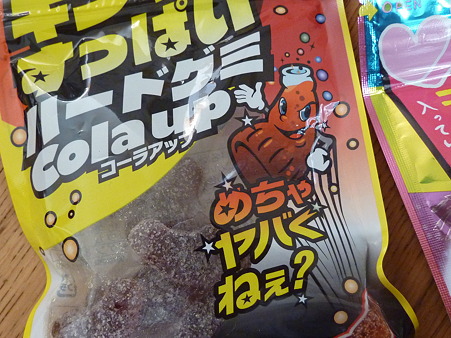 すっぱい
ハードグミ
Cola up
コーラアップ
めちゃ
ヤバく
ねぇ?
OPEN